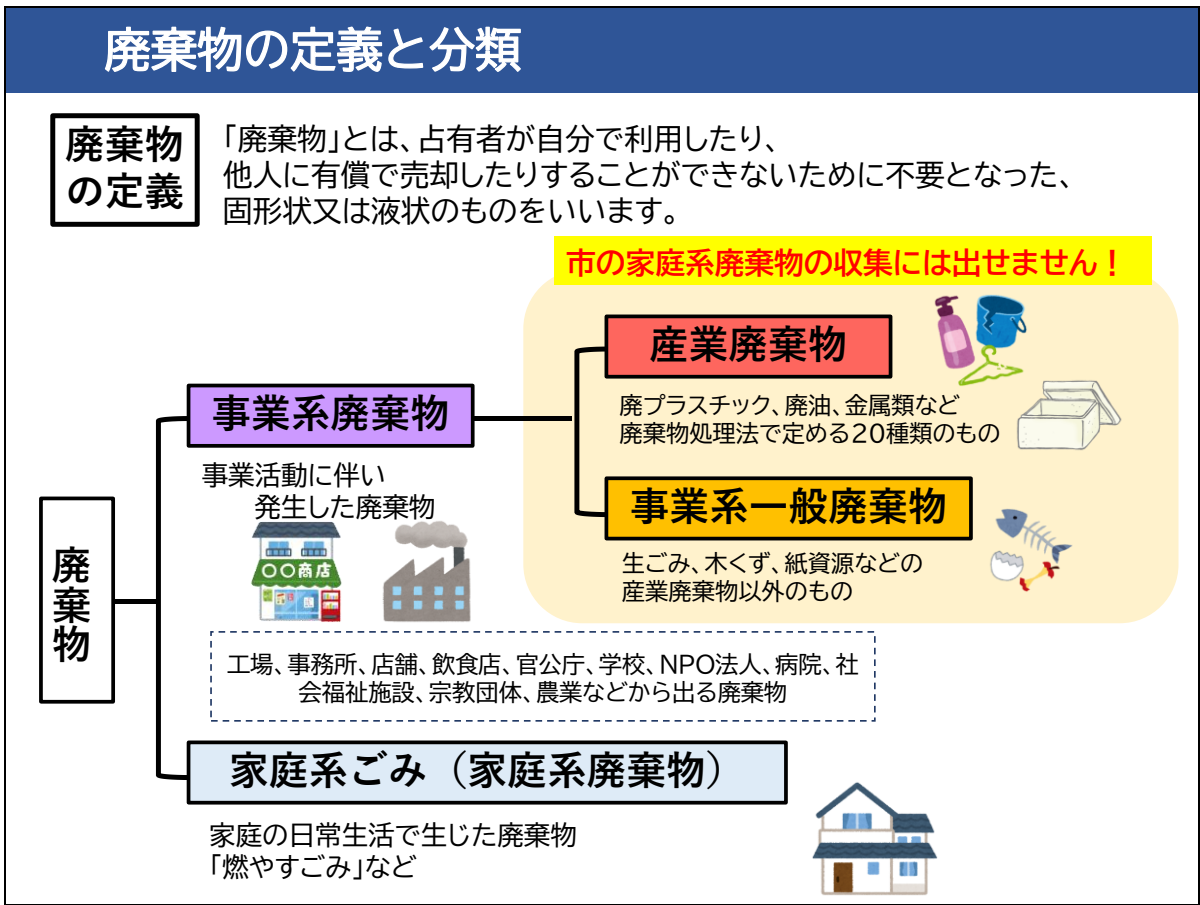 廃棄物の定義と分類
廃棄物
の定義
「廃棄物」とは、占有者が自分で利用したり、
他人に有償で売却したりすることができないために不要となった、
固形状又は液状のものをいいます。
市の家庭系廃棄物の収集には出せません！
産業廃棄物
廃プラスチック、廃油、金属類など
廃棄物処理法で定める20種類のもの
事業系廃棄物
事業活動に伴い
発生した廃棄物
〇〇商店
事業系一般廃棄物
生ごみ、木くず、紙資源などの
産業廃棄物以外のもの
廃棄物
工場、事務所、店舗、飲食店、官公庁、学校、NPO法人、病院、社
会福祉施設、宗教団体、農業などから出る廃棄物
家庭系ごみ（家庭系廃棄物）
家庭の日常生活で生じた廃棄物
「燃やすごみ」など